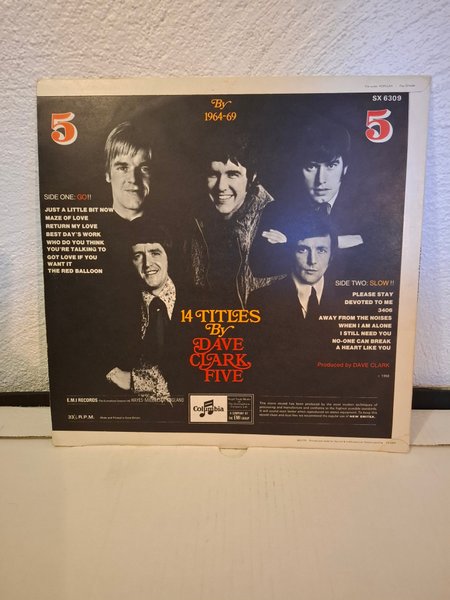 SX 6309
5
By
1964-69
5
SIDE ONE: GO!!
JUST A LITTLE BIT NOW
MAZE OF LOVE
RETURN MY LOVE
BEST DAY'S WORK
WHO DO YOU THINK
YOU'RE TALKING TO
GOT LOVE IF YOU
WANT IT
THE RED BALLOON
SIDE TWO: SLOW!!
PLEASE STAY
DEVOTED TO ME
3406
AWAY FROM THE NOISES
WHEN I AM ALONE
I STILL NEED YOU
NO-ONE CAN BREAK
A HEART LIKE YOU
14 TITLES
By
DAVE
CLARK
FIVE
Produced by DAVE CLARK
E.M.I RECORDS
HAYES · MIDDLESEX · ENGLAND
33⅓ R.P.M.
Columbia